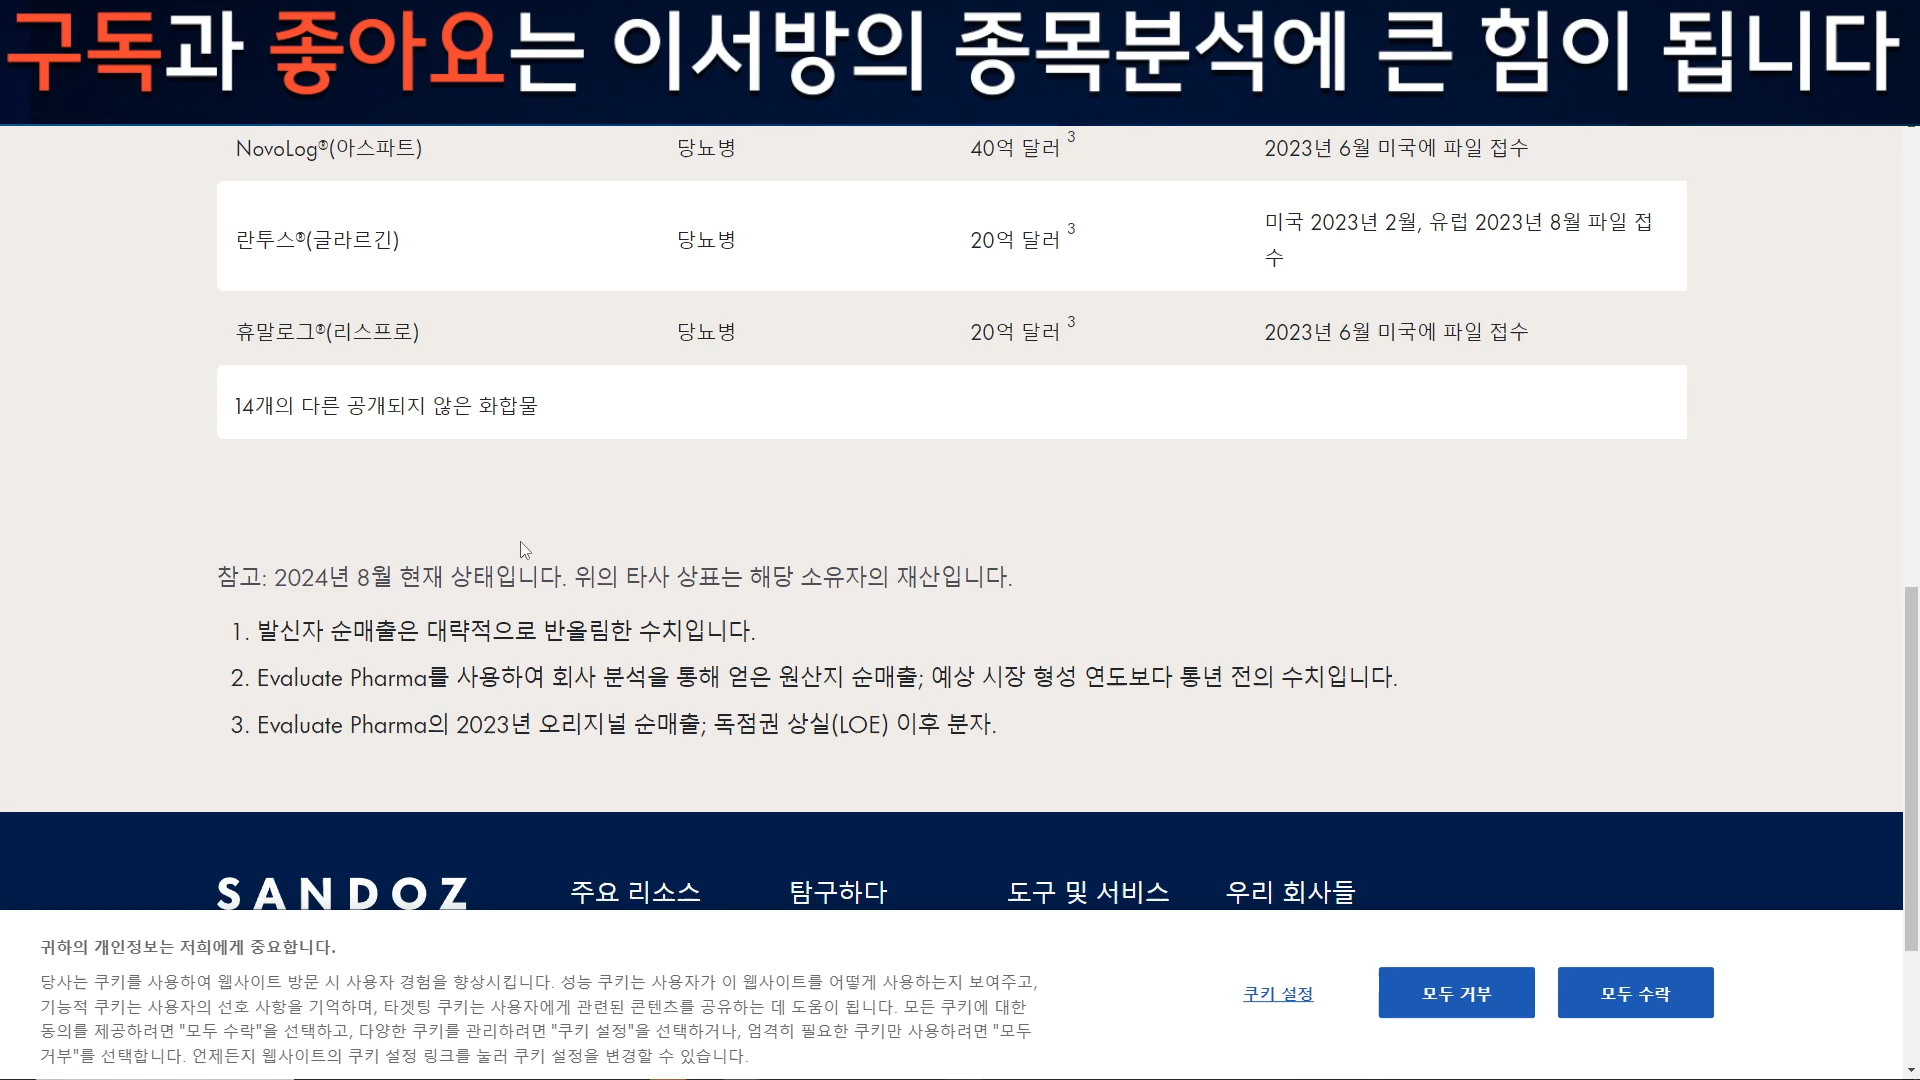 구독과 좋아요는 이서방의 종목분석에 큰 힘이 됩니다
NovoLog®(아스파트) 당뇨병 40억 달러 3 2023년 6월 미국에 파일 접수
란투스®(글라르긴) 당뇨병 20억 달러 3 미국 2023년 2월, 유럽 2023년 8월 파일 접
수
휴말로그®(리스프로) 당뇨병 20억 달러 3 2023년 6월 미국에 파일 접수
14개의 다른 공개되지 않은 화합물
참고: 2024년 8월 현재 상태입니다. 위의 타사 상표는 해당 소유자의 재산입니다.
1. 발신자 순매출은 대략적으로 반올림한 수치입니다.
2. Evaluate Pharma를 사용하여 회사 분석을 통해 얻은 원산지 순매출; 예상 시장 형성 연도보다 통년 전의 수치입니다.
3. Evaluate Pharma의 2023년 오리지널 순매출; 독점권 상실(LOE) 이후 분자.
SANDOZ 주요 리소스 탐구하다 도구 및 서비스 우리 회사들
귀하의 개인정보는 저희에게 중요합니다.
당사는 쿠키를 사용하여 웹사이트 방문 시 사용자 경험을 향상시킵니다. 성능 쿠키는 사용자가 이 웹사이트를 어떻게 사용하는지 보여주고,
기능적 쿠키는 사용자의 선호 사항을 기억하며, 타겟팅 쿠키는 사용자에게 관련된 콘텐츠를 공유하는 데 도움이 됩니다. 모든 쿠키에 대한
동의를 제공하려면 "모두 수락"을 선택하고, 다양한 쿠키를 관리하려면 "쿠키 설정"을 선택하거나, 엄격히 필요한 쿠키만 사용하려면 "모두
거부"를 선택합니다. 언제든지 웹사이트의 쿠키 설정 링크를 눌러 쿠키 설정을 변경할 수 있습니다.
쿠키 설정 모두 거부 모두 수락